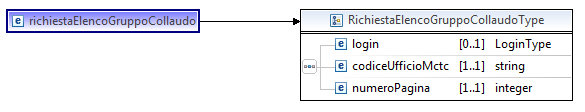 richiestaElencoGruppoCollaudo
RichiestaElencoGruppoCollaudoType
login [0..1] LoginType
codiceUfficioMctc [1..1] string
numeroPagina [1..1] integer